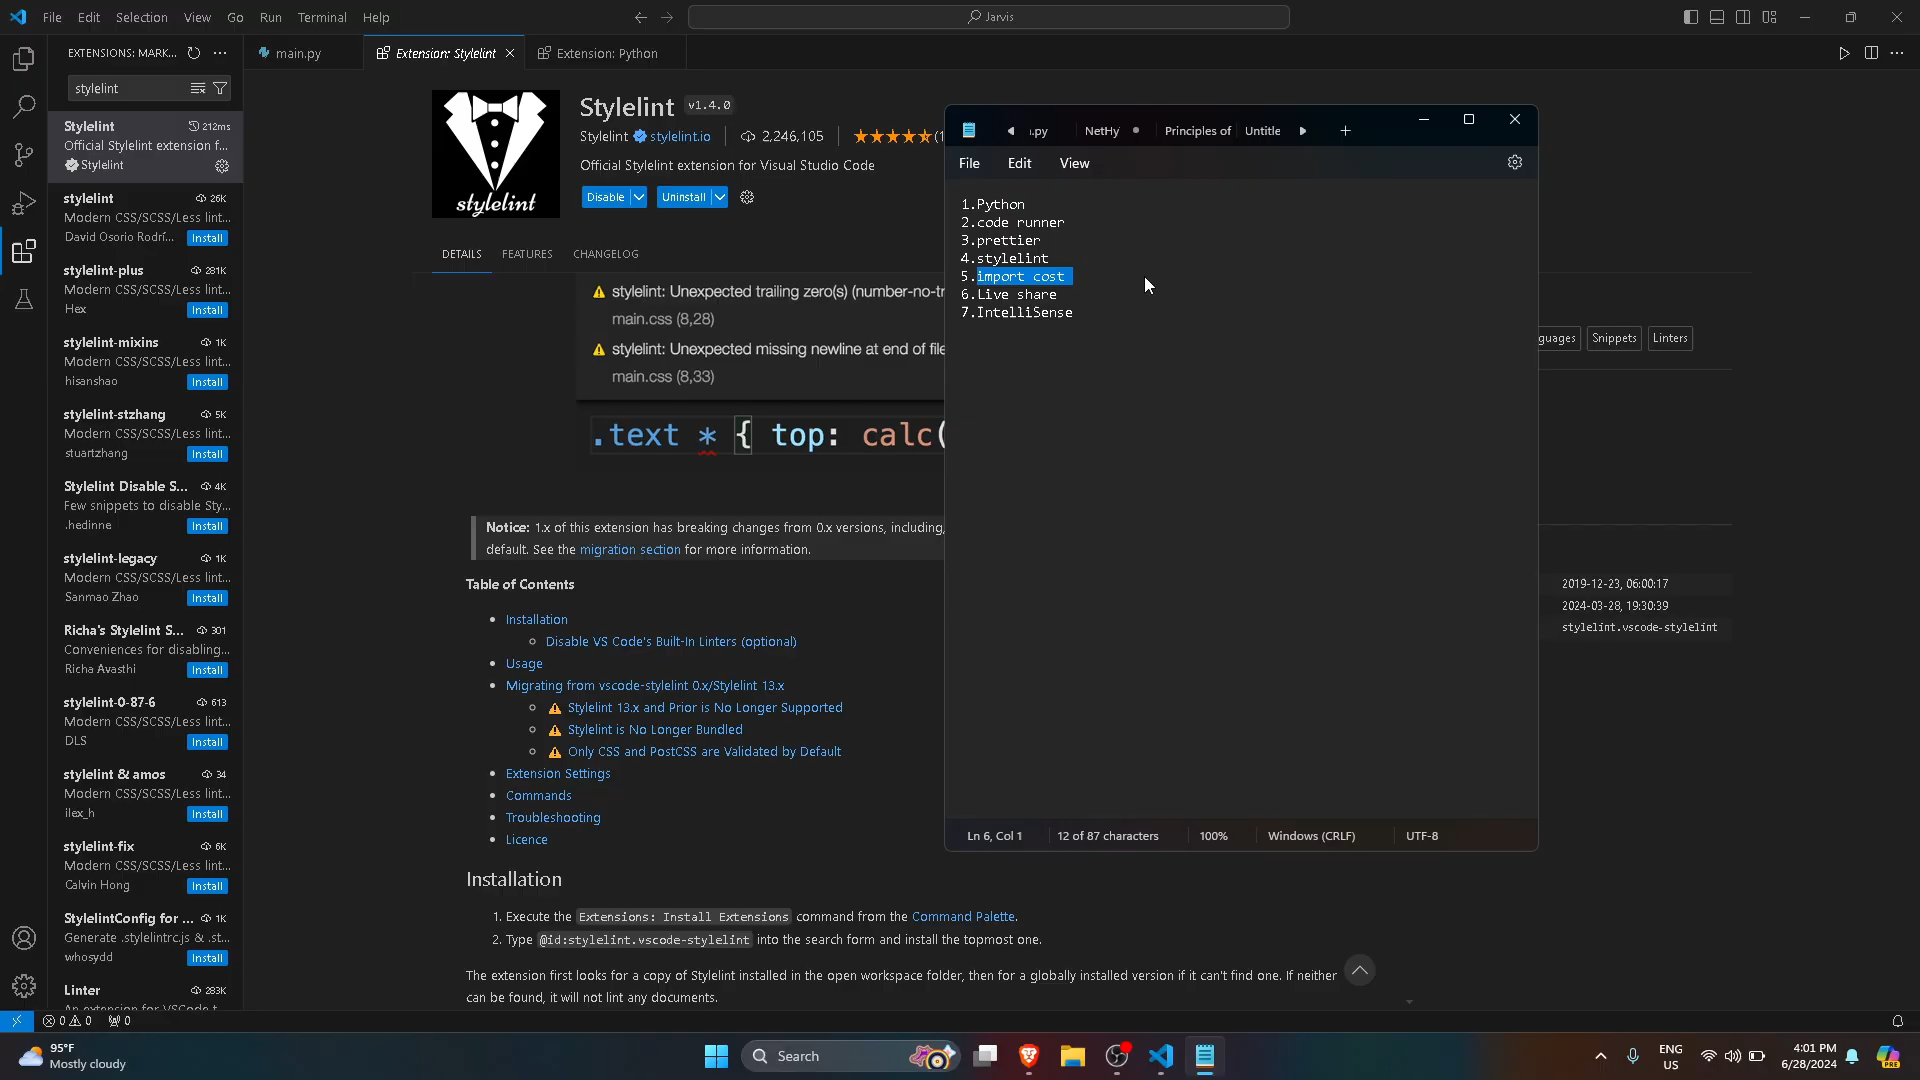 File Edit Selection View Go Run Terminal Help
Jarvis
EXTENSIONS: MARK...
main.py
Extension: Stylelint
Extension: Python
stylelint
Stylelint 212ms
Official Stylelint extension f...
Stylelint
stylelint 26K
Modern CSS/SCSS/Less lint...
David Osorio Rodrí... Install
stylelint-plus 281K
Modern CSS/SCSS/Less lint...
Hex Install
stylelint-mixins 1K
Modern CSS/SCSS/Less lint...
hisanshao Install
stylelint-stzhang 5K
Modern CSS/SCSS/Less lint...
stuartzhang Install
Stylelint Disable S... 4K
Few snippets to disable Sty...
.hedinne Install
stylelint-legacy 1K
Modern CSS/SCSS/Less lint...
Sanmao Zhao Install
Richa's Stylelint S... 301
Conveniences for disabling...
Richa Avasthi Install
stylelint-0-87-6 613
Modern CSS/SCSS/Less lint...
DLS Install
stylelint & amos 34
Modern CSS/SCSS/Less lint...
ilex_h Install
stylelint-fix 6K
Modern CSS/SCSS/Less lint...
Calvin Hong Install
StylelintConfig for ... 1K
Generate .stylelintrc.js & .st...
whosydd Install
Linter 283K
An extension for VSCode t...
stylelint
Stylelint v1.4.0
Stylelint stylelint.io 2,246,105 (1
Official Stylelint extension for Visual Studio Code
Disable Uninstall
DETAILS FEATURES CHANGELOG
stylelint: Unexpected trailing zero(s) (number-no-tr
main.css (8,28)
stylelint: Unexpected missing newline at end of file
main.css (8,33)
.text * { top: calc(
Notice: 1.x of this extension has breaking changes from 0.x versions, including,
default. See the migration section for more information.
Table of Contents
Installation
Disable VS Code's Built-In Linters (optional)
Usage
Migrating from vscode-stylelint 0.x/Stylelint 13.x
Stylelint 13.x and Prior is No Longer Supported
Stylelint is No Longer Bundled
Only CSS and PostCSS are Validated by Default
Extension Settings
Commands
Troubleshooting
Licence
Installation
1. Execute the Extensions: Install Extensions command from the Command Palette.
2. Type @id:stylelint.vscode-stylelint into the search form and install the topmost one.
The extension first looks for a copy of Stylelint installed in the open workspace folder, then for a globally installed version if it can't find one. If neither
can be found, it will not lint any documents.
guages Snippets Linters
2019-12-23, 06:00:17
2024-03-28, 19:30:39
stylelint.vscode-stylelint
.py NetHy Principles of Untitle
File Edit View
1.Python
2.code runner
3.prettier
4.stylelint
5.import cost
6.Live share
7.IntelliSense
Ln 6, Col 1 12 of 87 characters 100% Windows (CRLF) UTF-8
0 0 0
95°F
Mostly cloudy
Search
ENG
US
4:01 PM
6/28/2024
PRE